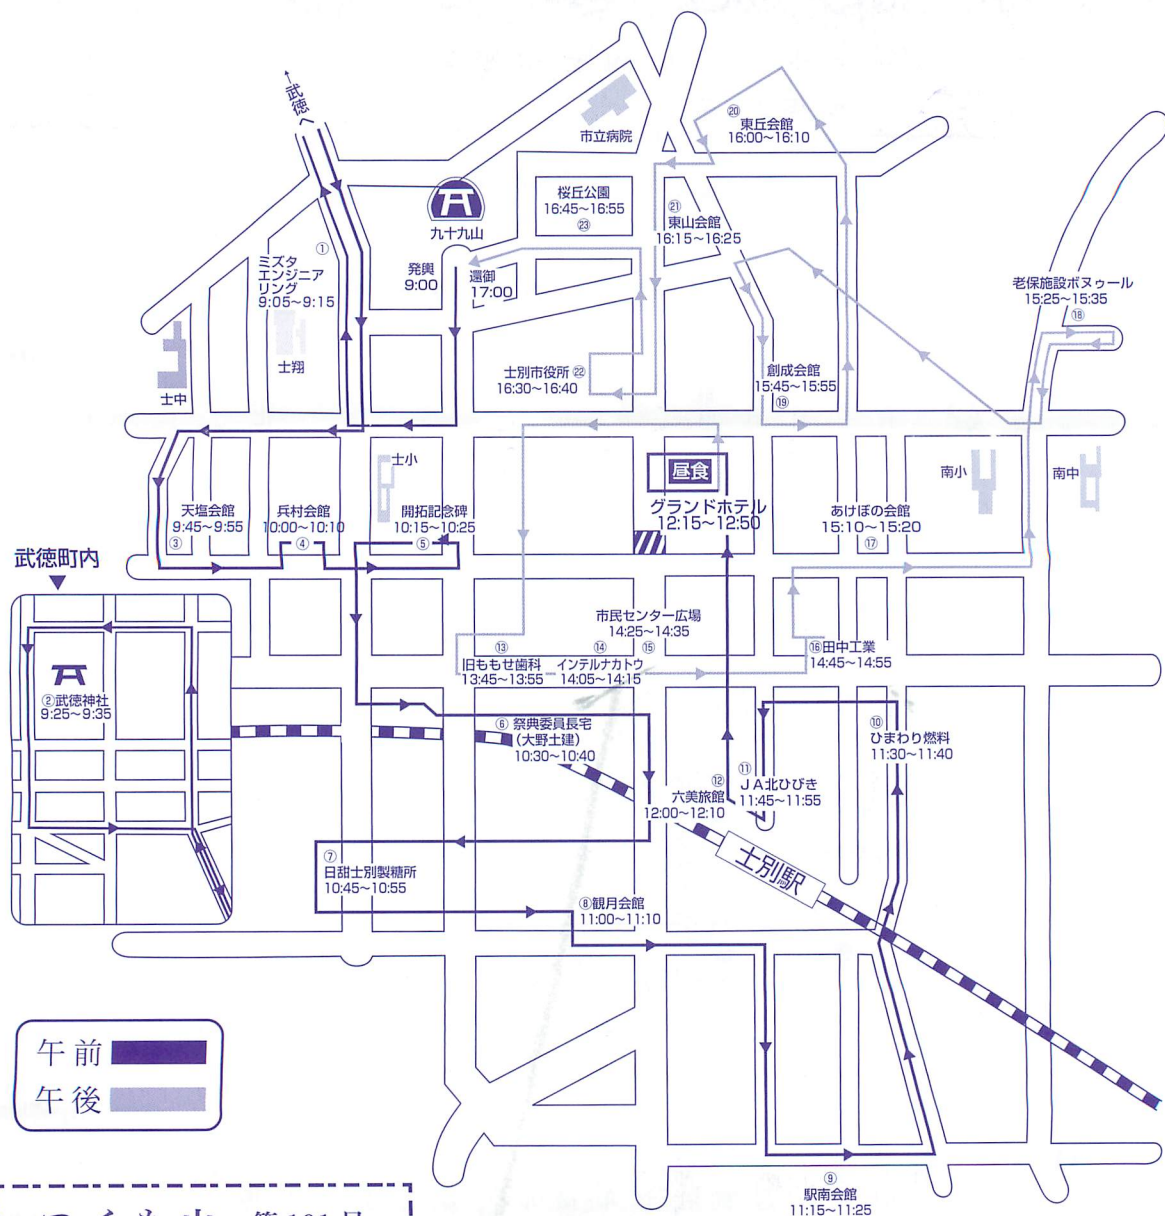 ←武徳へ
市立病院
⑳
東丘会館
16:00~16:10
桜丘公園
16:45~16:55
㉓
㉑
東山会館
16:15~16:25
九十九山
発輿
9:00
還御
17:00
①
ミズタ
エンジニア
リング
9:05~9:15
老保施設ボヌゥール
15:25~15:35
⑱
士翔
士中
士別市役所㉒
16:30~16:40
創成会館
15:45~15:55
⑲
士小
昼食
グランドホテル
12:15~12:50
南小
南中
天塩会館
9:45~9:55
③
兵村会館
10:00~10:10
④
開拓記念碑
10:15~10:25
⑤
あけぼの会館
15:10~15:20
⑰
武徳町内
▼
市民センター広場
14:25~14:35
⑮
⑬
旧ももせ歯科
13:45~13:55
⑭
インテルナカトウ
14:05~14:15
⑯田中工業
14:45~14:55
②武徳神社
9:25~9:35
⑥ 祭典委員長宅
(大野土建)
10:30~10:40
⑩
ひまわり燃料
11:30~11:40
⑪
JA北ひびき
11:45~11:55
⑫
六美旅館
12:00~12:10
士別駅
⑦
日甜士別製糖所
10:45~10:55
⑧観月会館
11:00~11:10
午前
午後
⑨
駅南会館
11:15~11:25